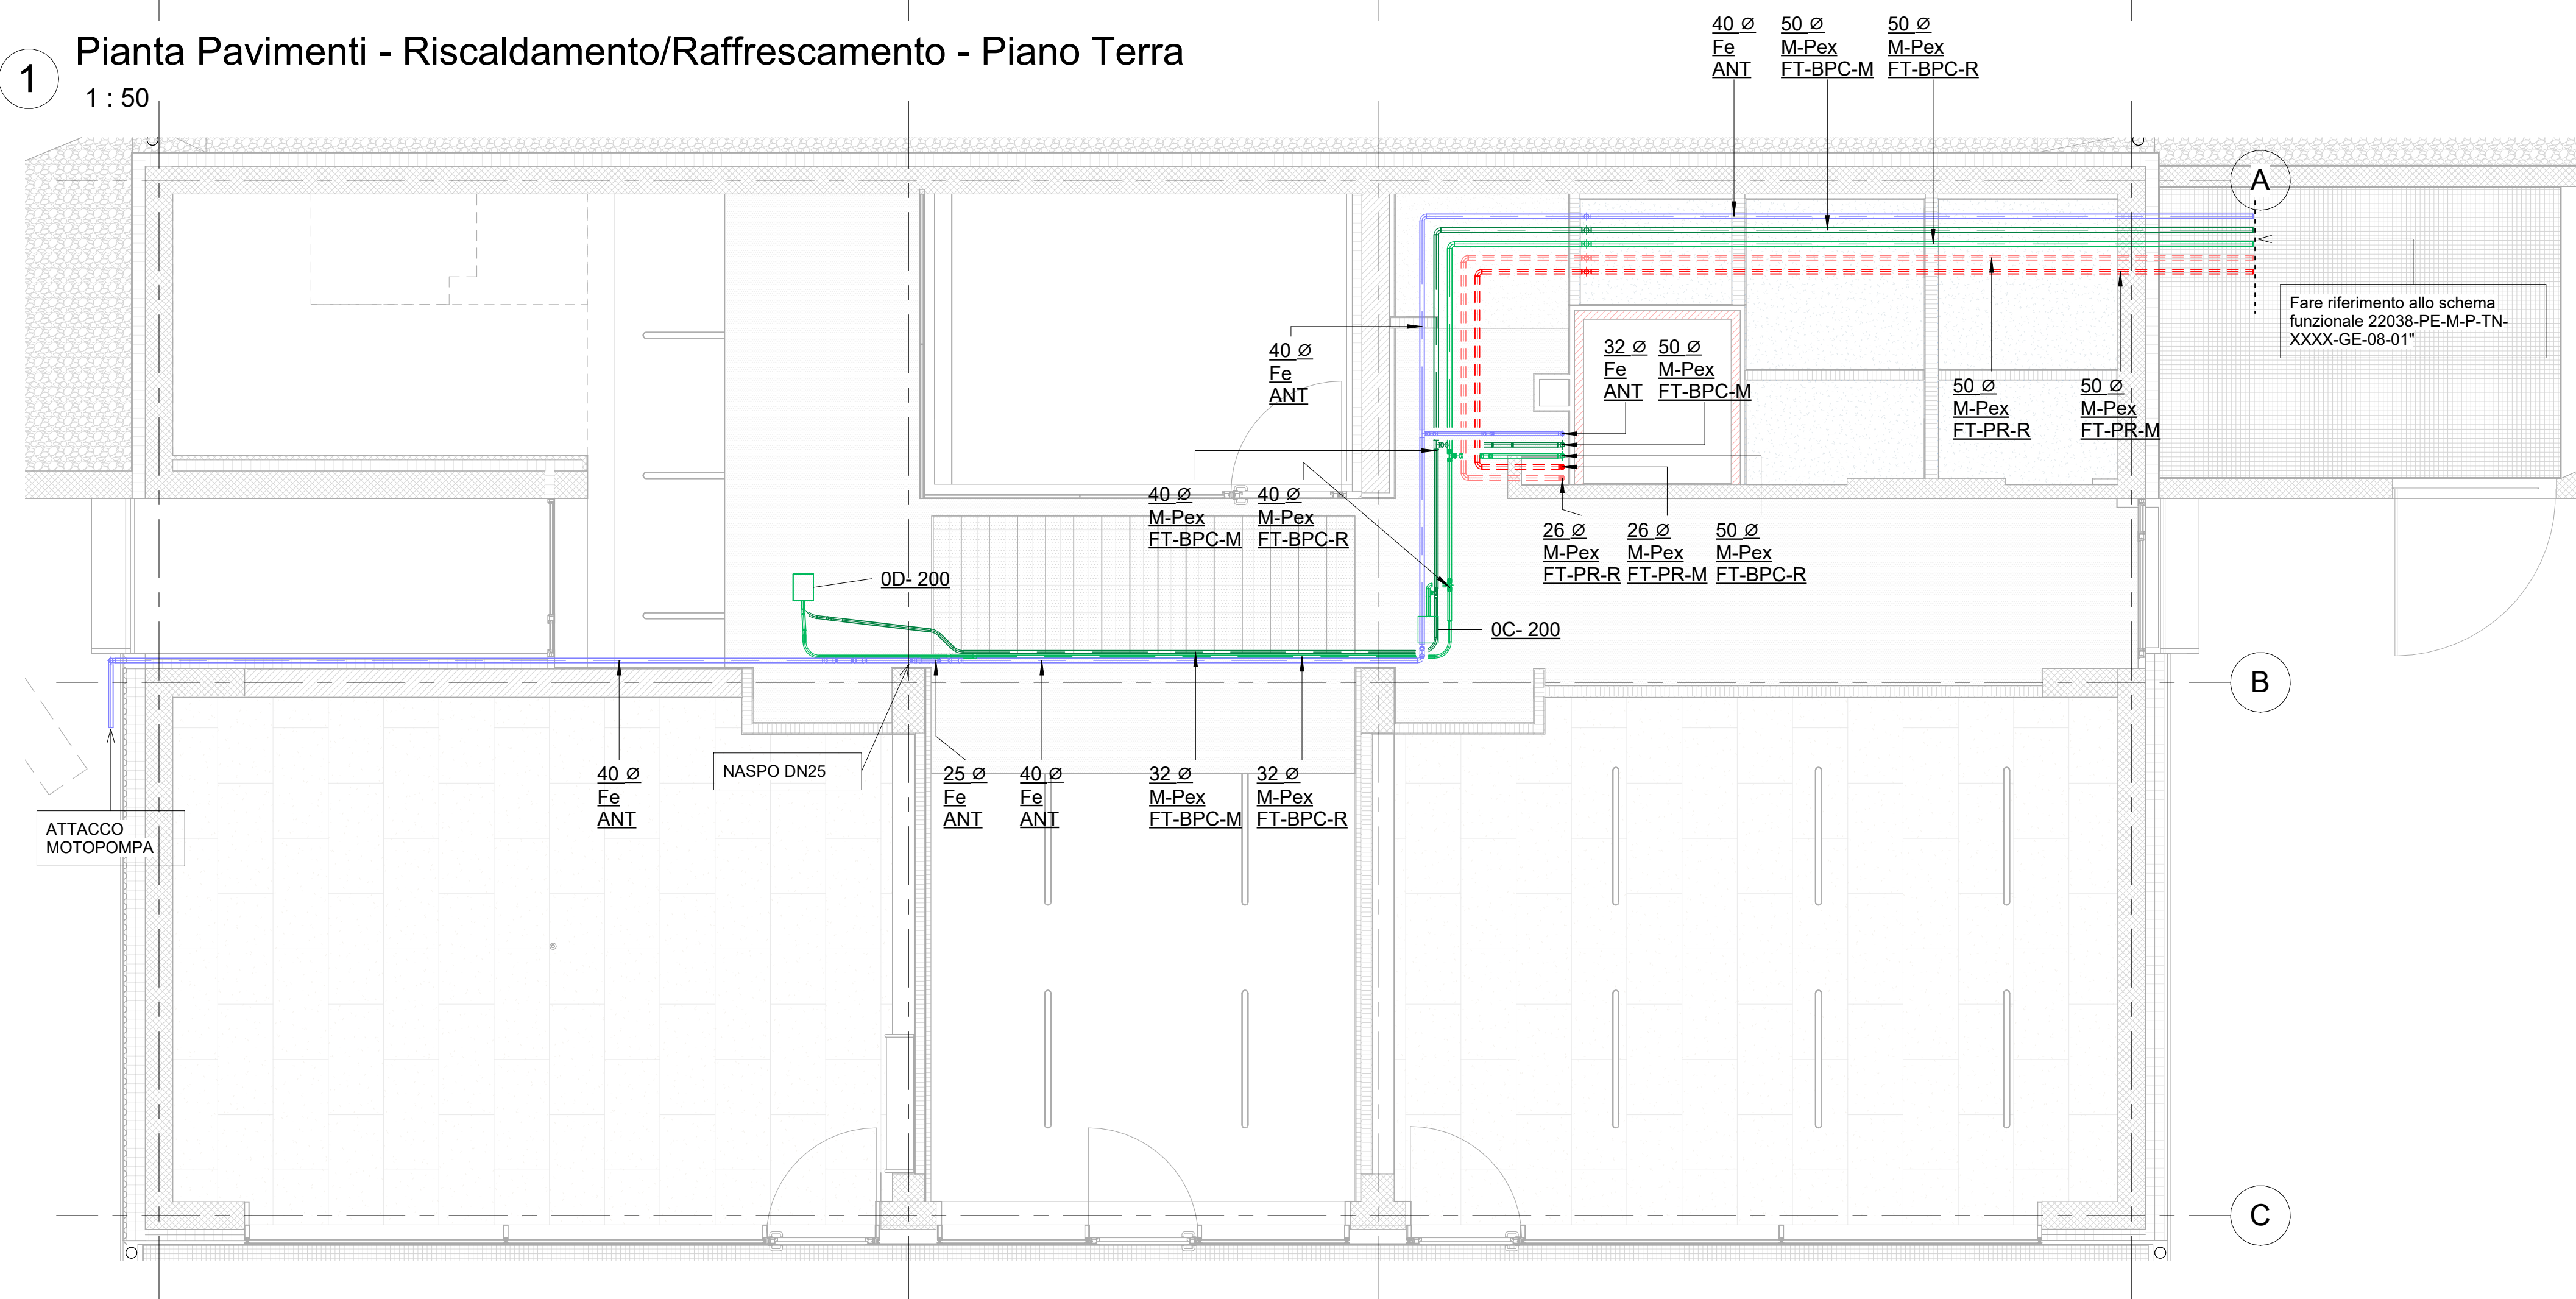 1
Pianta Pavimenti - Riscaldamento/Raffrescamento - Piano Terra
1 : 50
40 ∅
Fe
ANT
50 ∅
M-Pex
FT-BPC-M
50 ∅
M-Pex
FT-BPC-R
A
Fare riferimento allo schema
funzionale 22038-PE-M-P-TN-
XXXX-GE-08-01"
40 ∅
Fe
ANT
32 ∅
Fe
ANT
50 ∅
M-Pex
FT-BPC-M
50 ∅
M-Pex
FT-PR-R
50 ∅
M-Pex
FT-PR-M
40 ∅
M-Pex
FT-BPC-M
40 ∅
M-Pex
FT-BPC-R
26 ∅
M-Pex
FT-PR-R
26 ∅
M-Pex
FT-PR-M
50 ∅
M-Pex
FT-BPC-R
0D- 200
0C- 200
B
40 ∅
Fe
ANT
NASPO DN25
25 ∅
Fe
ANT
40 ∅
Fe
ANT
32 ∅
M-Pex
FT-BPC-M
32 ∅
M-Pex
FT-BPC-R
ATTACCO
MOTOPOMPA
C